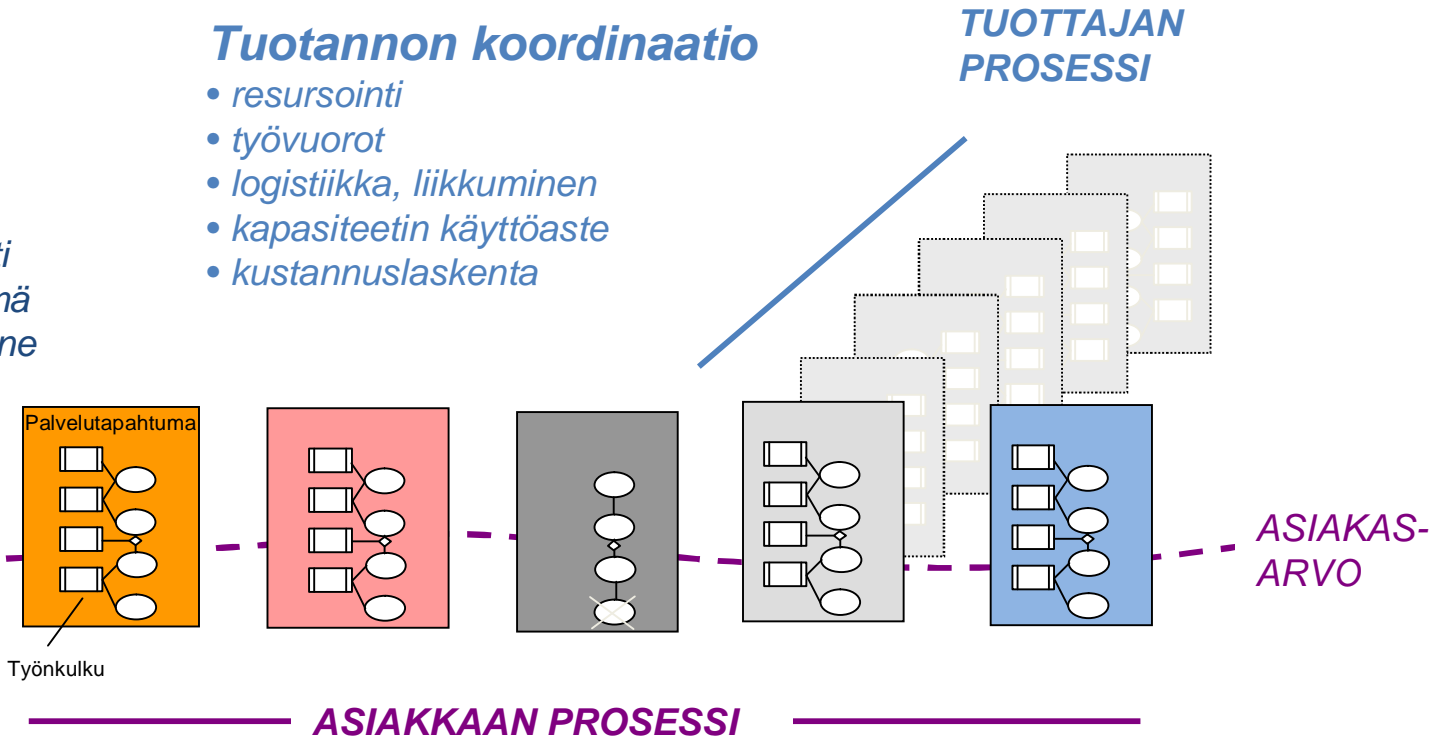 Tuotannon koordinaatio
• resursointi
• työvuorot
• logistiikka, liikkuminen
• kapasiteetin käyttöaste
• kustannuslaskenta
TUOTTAJAN
PROSESSI
Palvelutapahtuma
Työnkulku
ASIAKAS-
ARVO
ASIAKKAAN PROSESSI